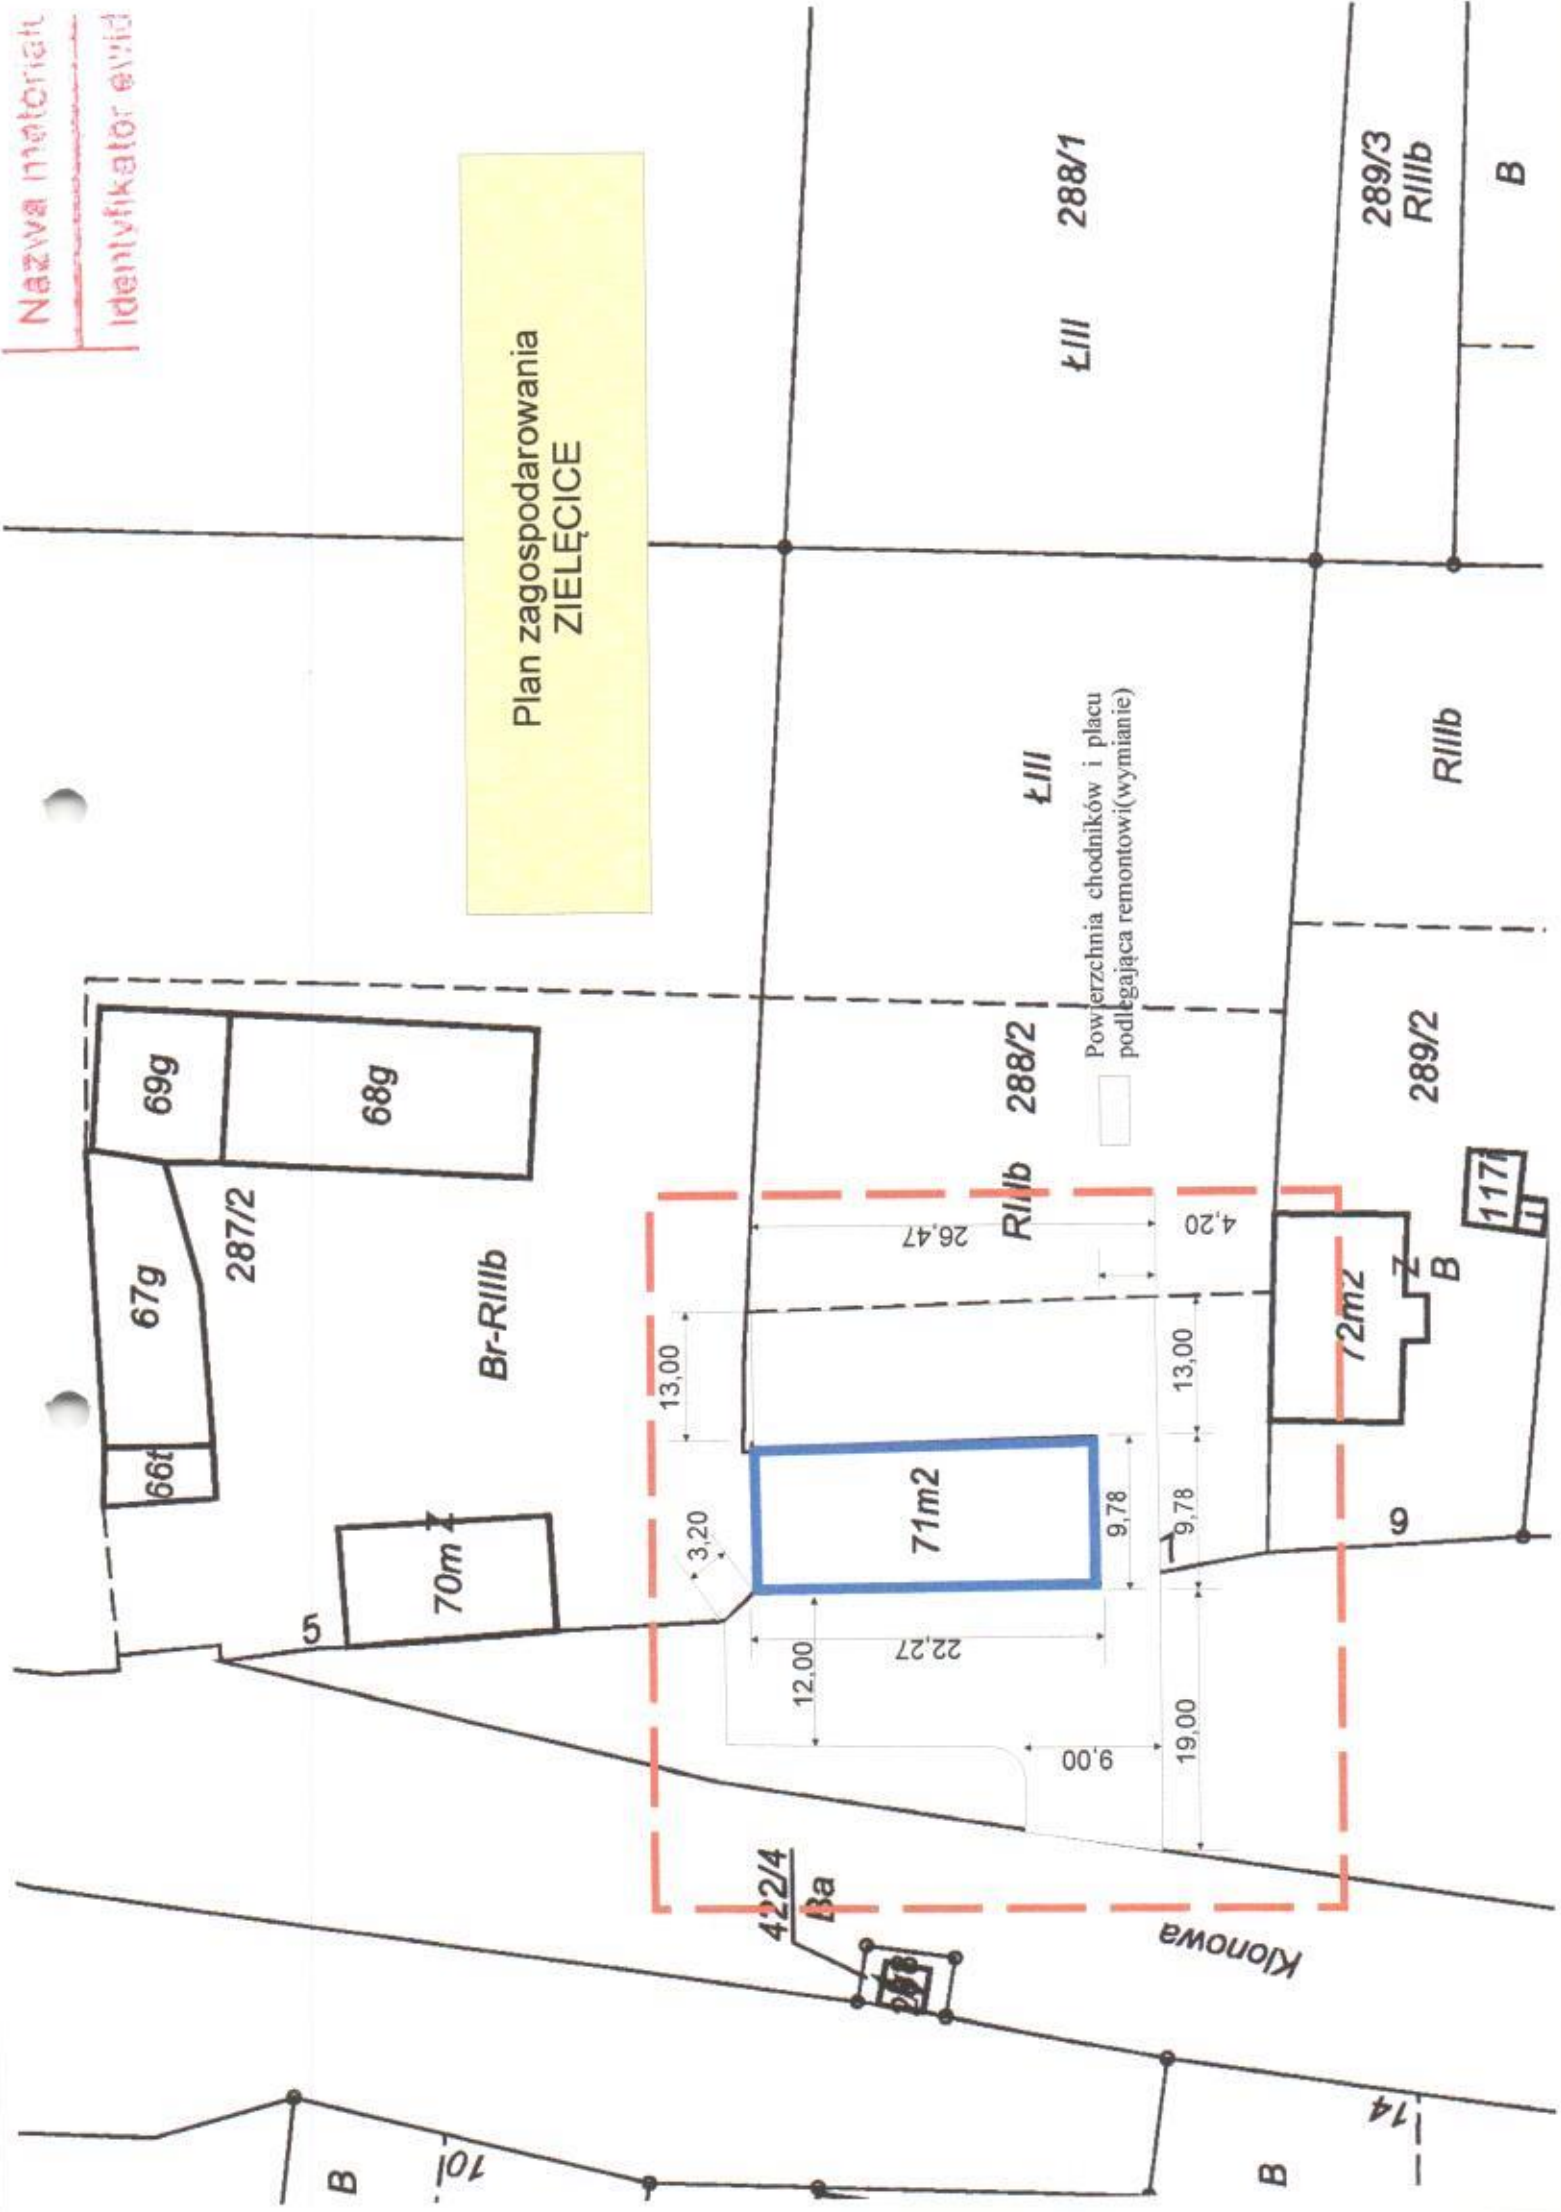 Nazwa materiału
Identyfikator ewid
Plan zagospodarowania
ZIELĘCICE
288/1
ŁIII
289/3
RIIIb
B
ŁIII
RIIIb
Powierzchnia chodników i placu
podlegająca remontowi(wymianie)
69g
68g
67g
66t
287/2
Br-RIIIb
70m Z
5
288/2
RIIIb
289/2
117i
72m2
Z
B
9
71m2
7
13,00
26,47
4,20
13,00
3,20
9,78
9,78
22,27
12,00
9,00
19,00
422/4
Ba
Klonowa
B
10
B
14